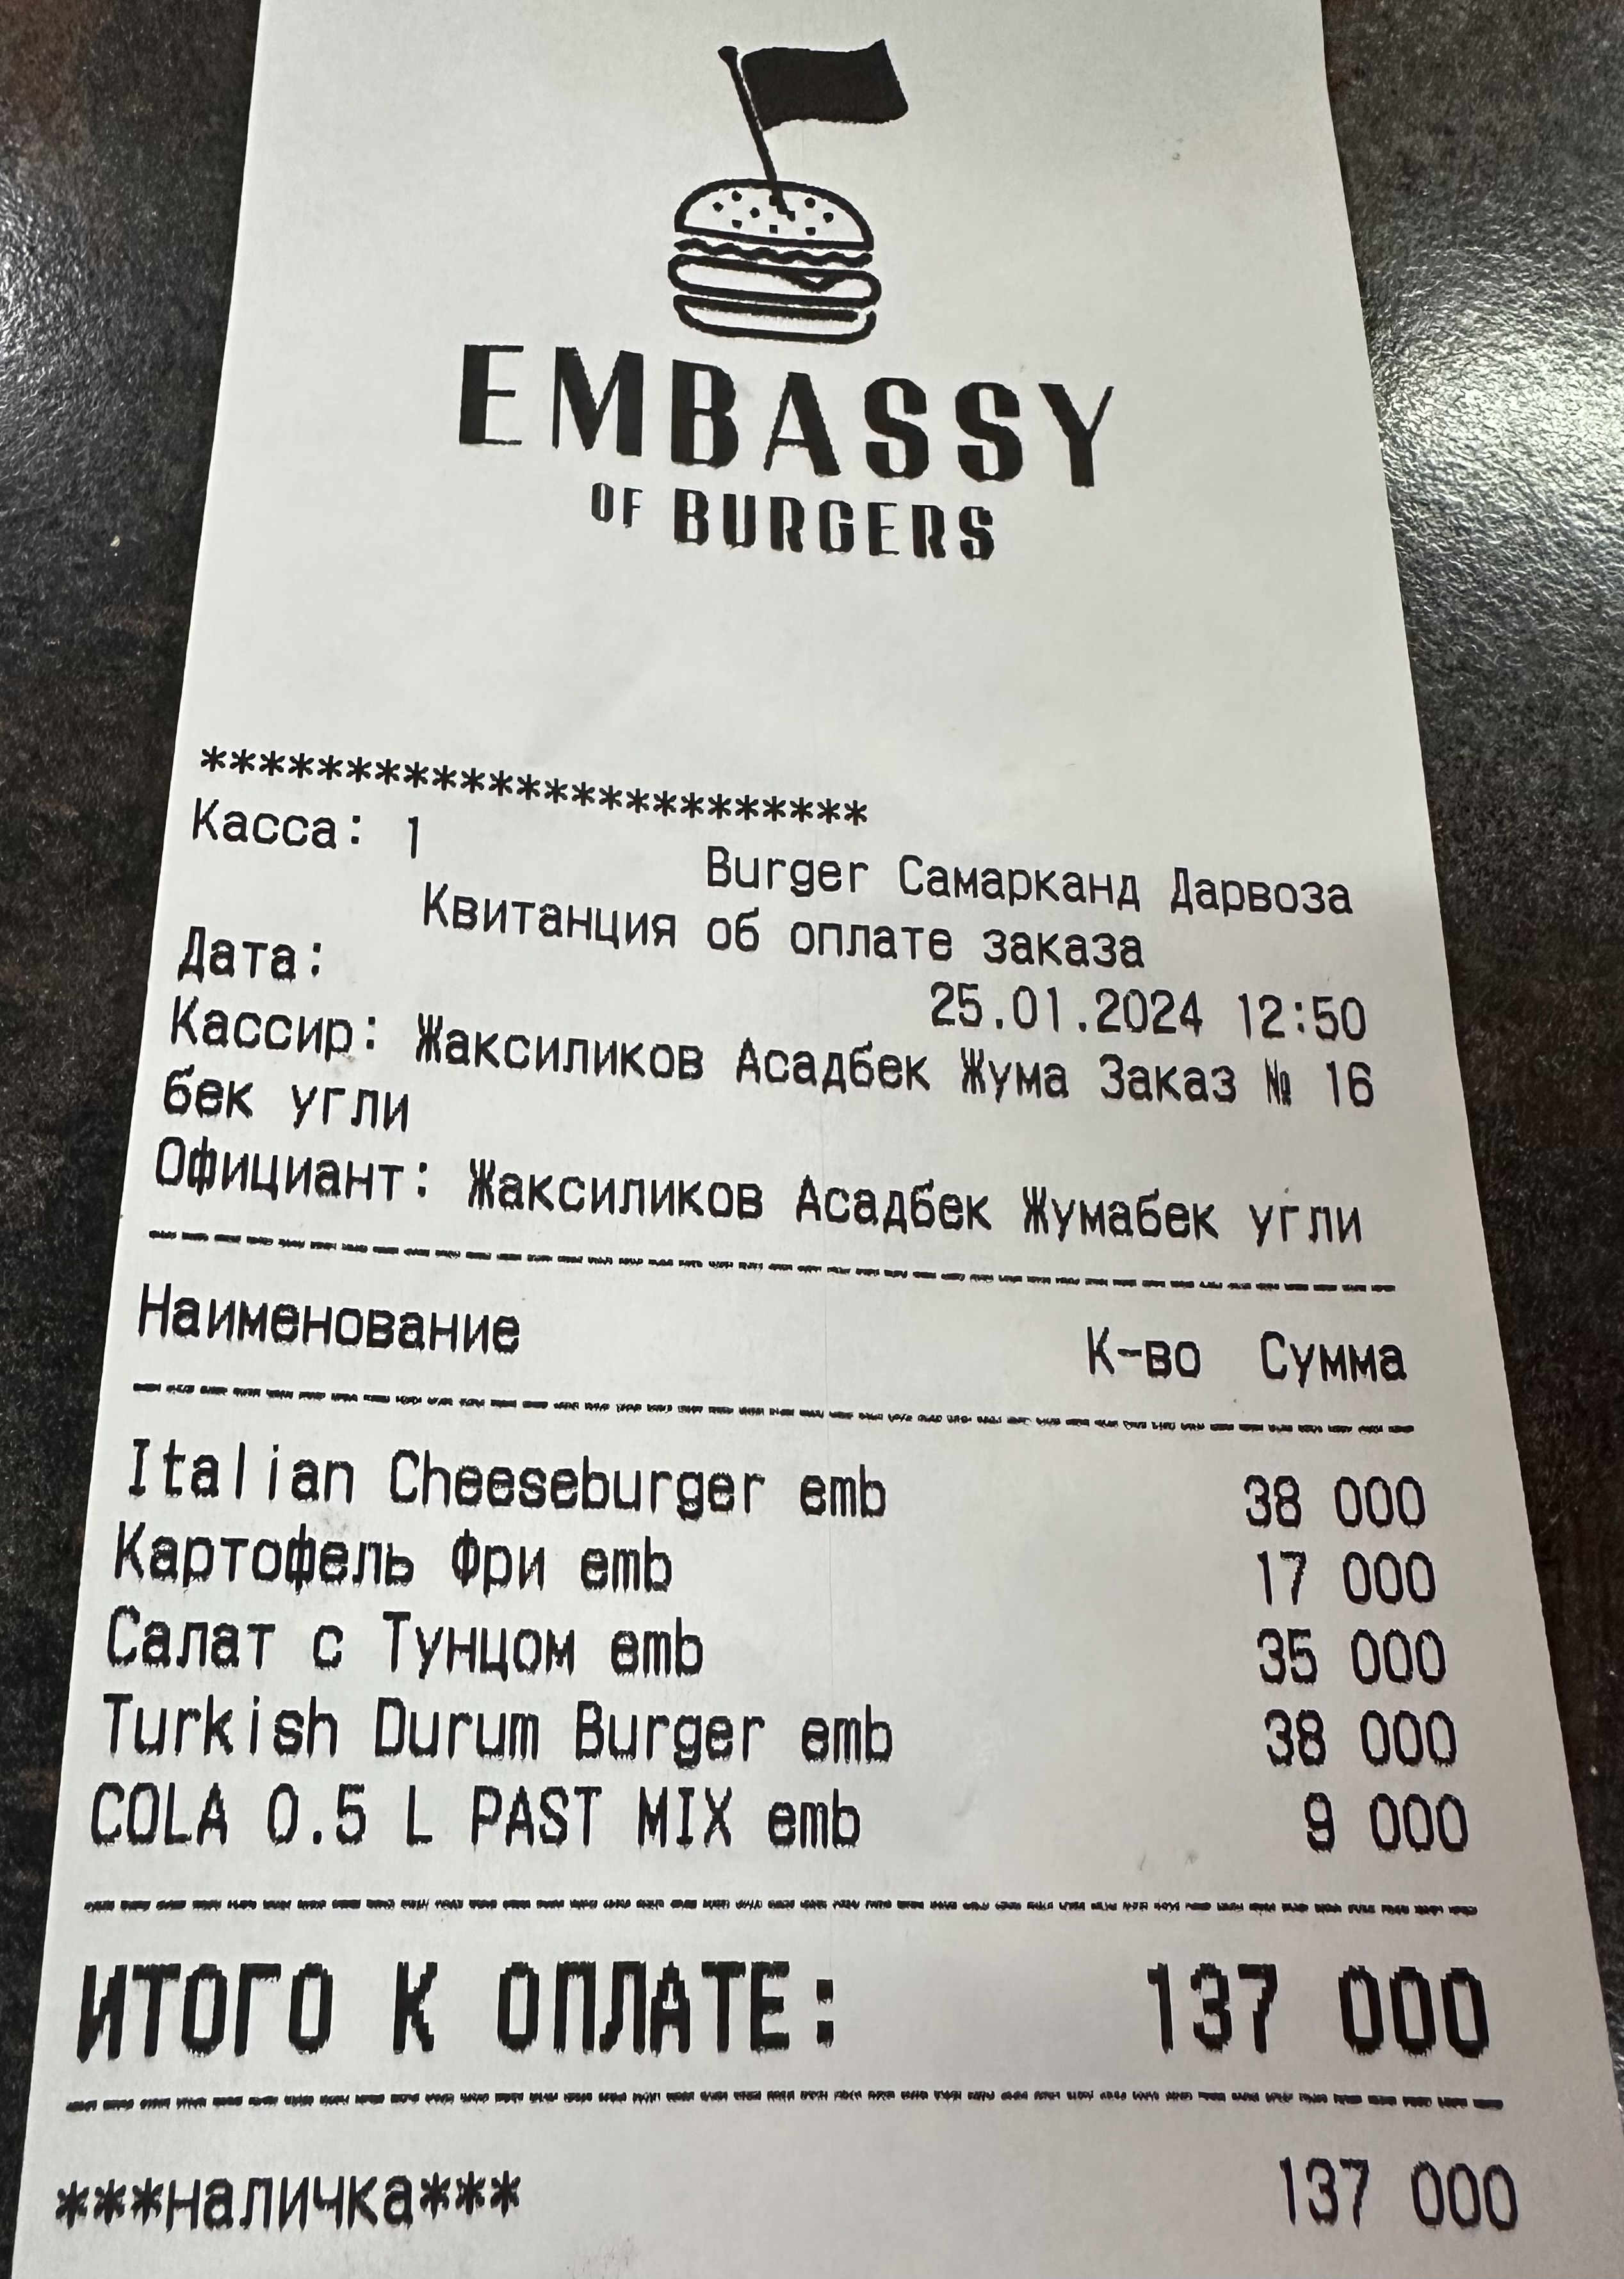 EMBASSY
OF BURGERS
************************
Касса: 1
Burger Самарканд Дарвоза
Квитанция об оплате заказа
Дата: 25.01.2024 12:50
Кассир: Жаксиликов Асадбек Жума Заказ № 16
бек угли
Официант: Жаксиликов Асадбек Жумабек угли
Наименование К-во Сумма
Italian Cheeseburger emb 38 000
Картофель Фри emb 17 000
Салат с Тунцом emb 35 000
Turkish Durum Burger emb 38 000
COLA 0.5 L PAST MIX emb 9 000
ИТОГО К ОПЛАТЕ: 137 000
***наличка*** 137 000